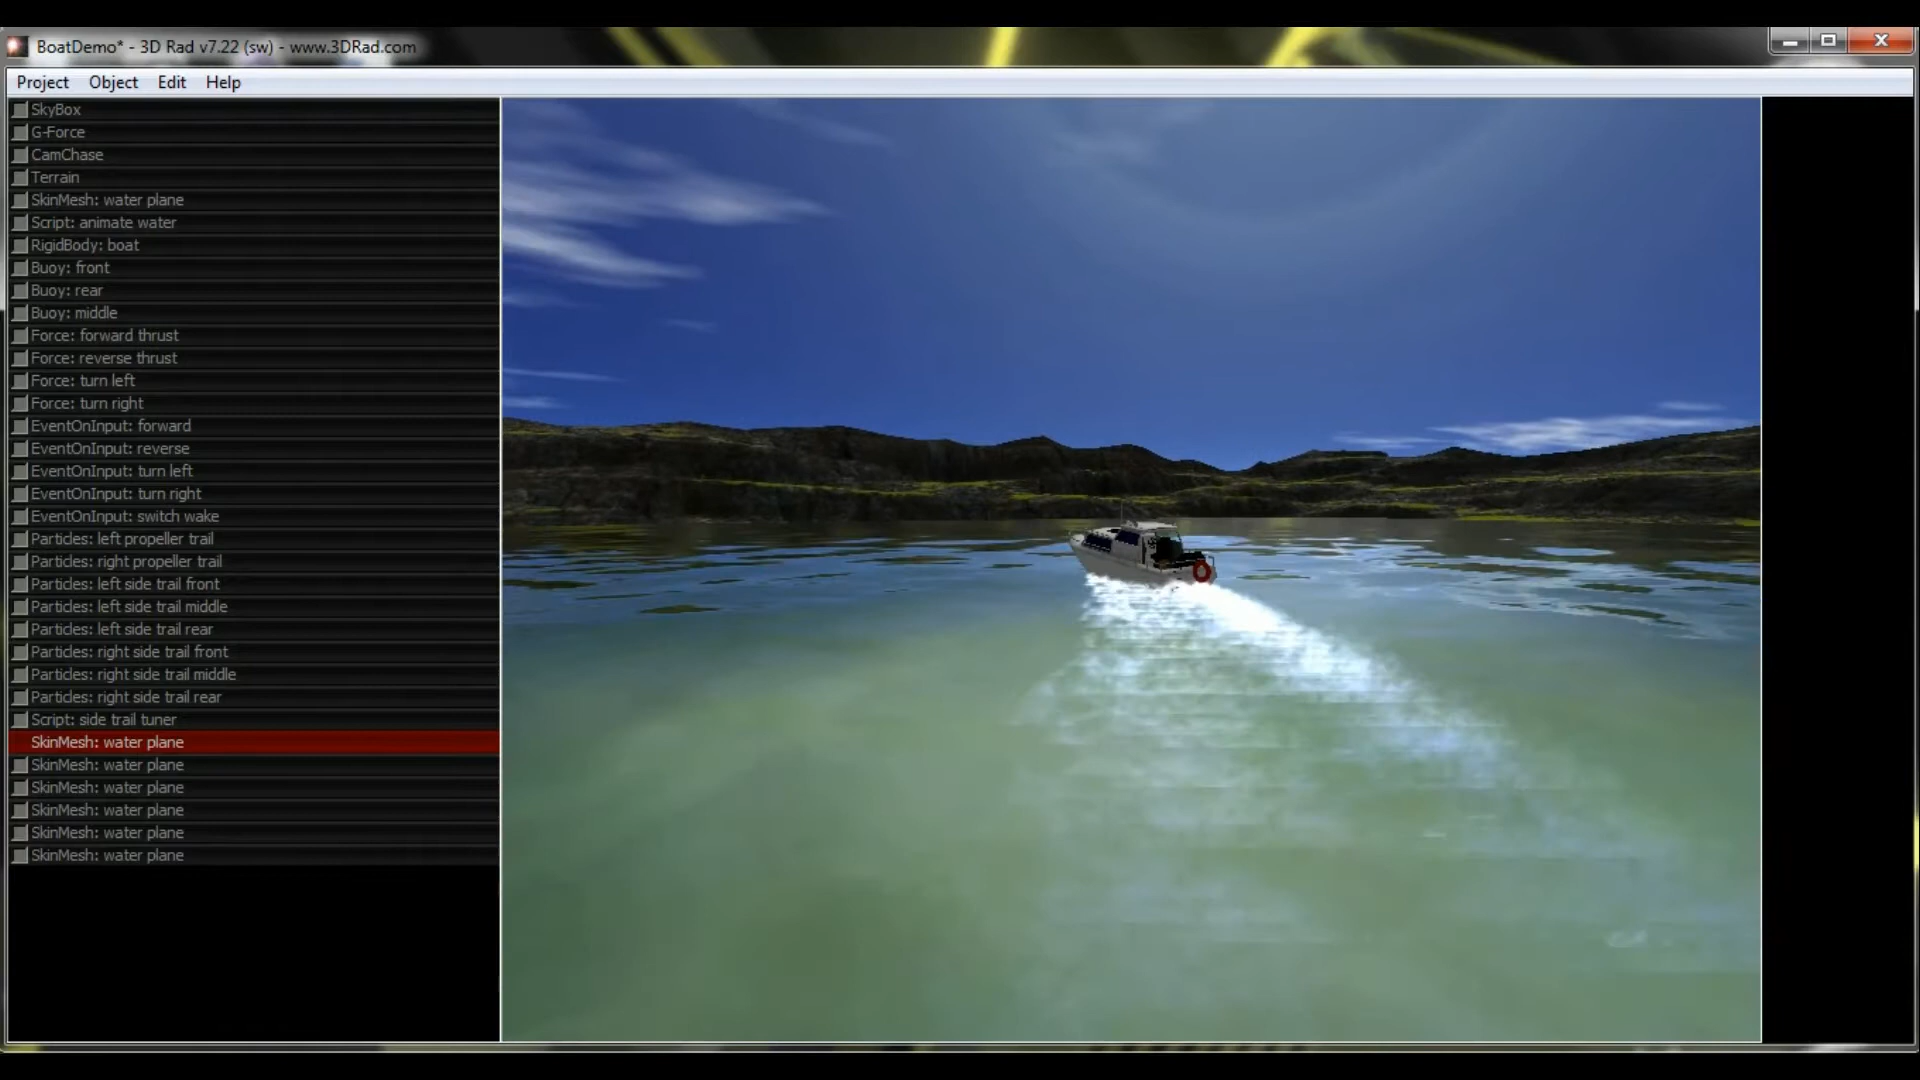 BoatDemo* - 3D Rad v7.22 (sw) - www.3DRad.com
Project Object Edit Help
SkyBox
G-Force
CamChase
Terrain
SkinMesh: water plane
Script: animate water
RigidBody: boat
Buoy: front
Buoy: rear
Buoy: middle
Force: forward thrust
Force: reverse thrust
Force: turn left
Force: turn right
EventOnInput: forward
EventOnInput: reverse
EventOnInput: turn left
EventOnInput: turn right
EventOnInput: switch wake
Particles: left propeller trail
Particles: right propeller trail
Particles: left side trail front
Particles: left side trail middle
Particles: left side trail rear
Particles: right side trail front
Particles: right side trail middle
Particles: right side trail rear
Script: side trail tuner
SkinMesh: water plane
SkinMesh: water plane
SkinMesh: water plane
SkinMesh: water plane
SkinMesh: water plane
SkinMesh: water plane